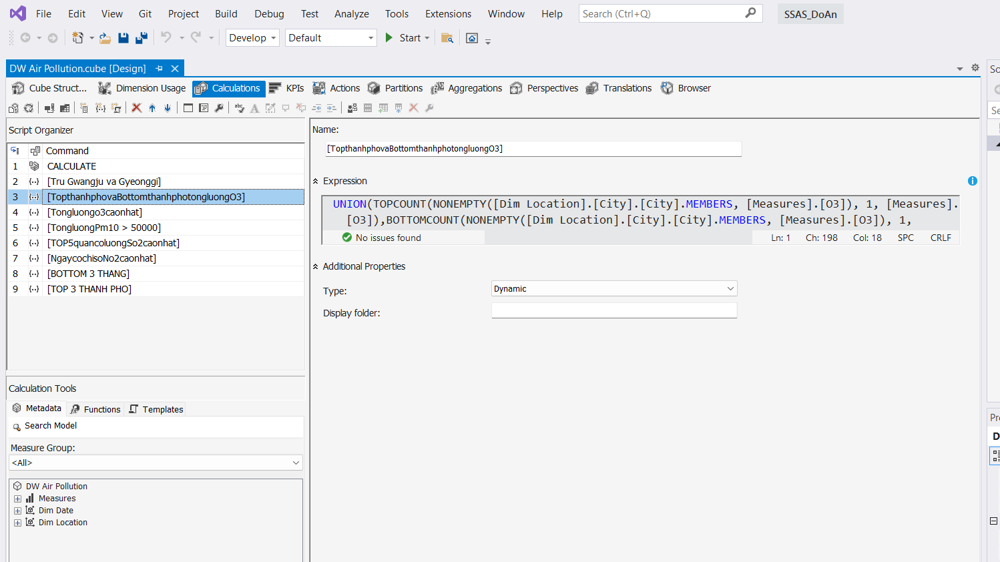 File Edit View Git Project Build Debug Test Analyze Tools Extensions Window Help Search (Ctrl+Q) SSAS_DoAn
Develop Default Start
DW Air Pollution.cube [Design]
Cube Struct... Dimension Usage Calculations KPIs Actions Partitions Aggregations Perspectives Translations Browser
Script Organizer
Command
1 CALCULATE
2 [Tru Gwangju va Gyeonggi]
3 [TopthanhphovaBottomthanhphotongluongO3]
4 [Tongluongo3caonhat]
5 [TongluongPm10 > 50000]
6 [TOP5quancoluongSo2caonhat]
7 [NgaycochisoNo2caonhat]
8 [BOTTOM 3 THANG]
9 [TOP 3 THANH PHO]
Calculation Tools
Metadata Functions Templates
Search Model
Measure Group:
<All>
DW Air Pollution
Measures
Dim Date
Dim Location
Name:
[TopthanhphovaBottomthanhphotongluongO3]
Expression
UNION(TOPCOUNT(NONEMPTY([Dim Location].[City].[City].MEMBERS, [Measures].[O3]), 1, [Measures].
[O3]),BOTTOMCOUNT(NONEMPTY([Dim Location].[City].[City].MEMBERS, [Measures].[O3]), 1,
No issues found Ln: 1 Ch: 198 Col: 18 SPC CRLF
Additional Properties
Type: Dynamic
Display folder:
So
Se
Pro
D